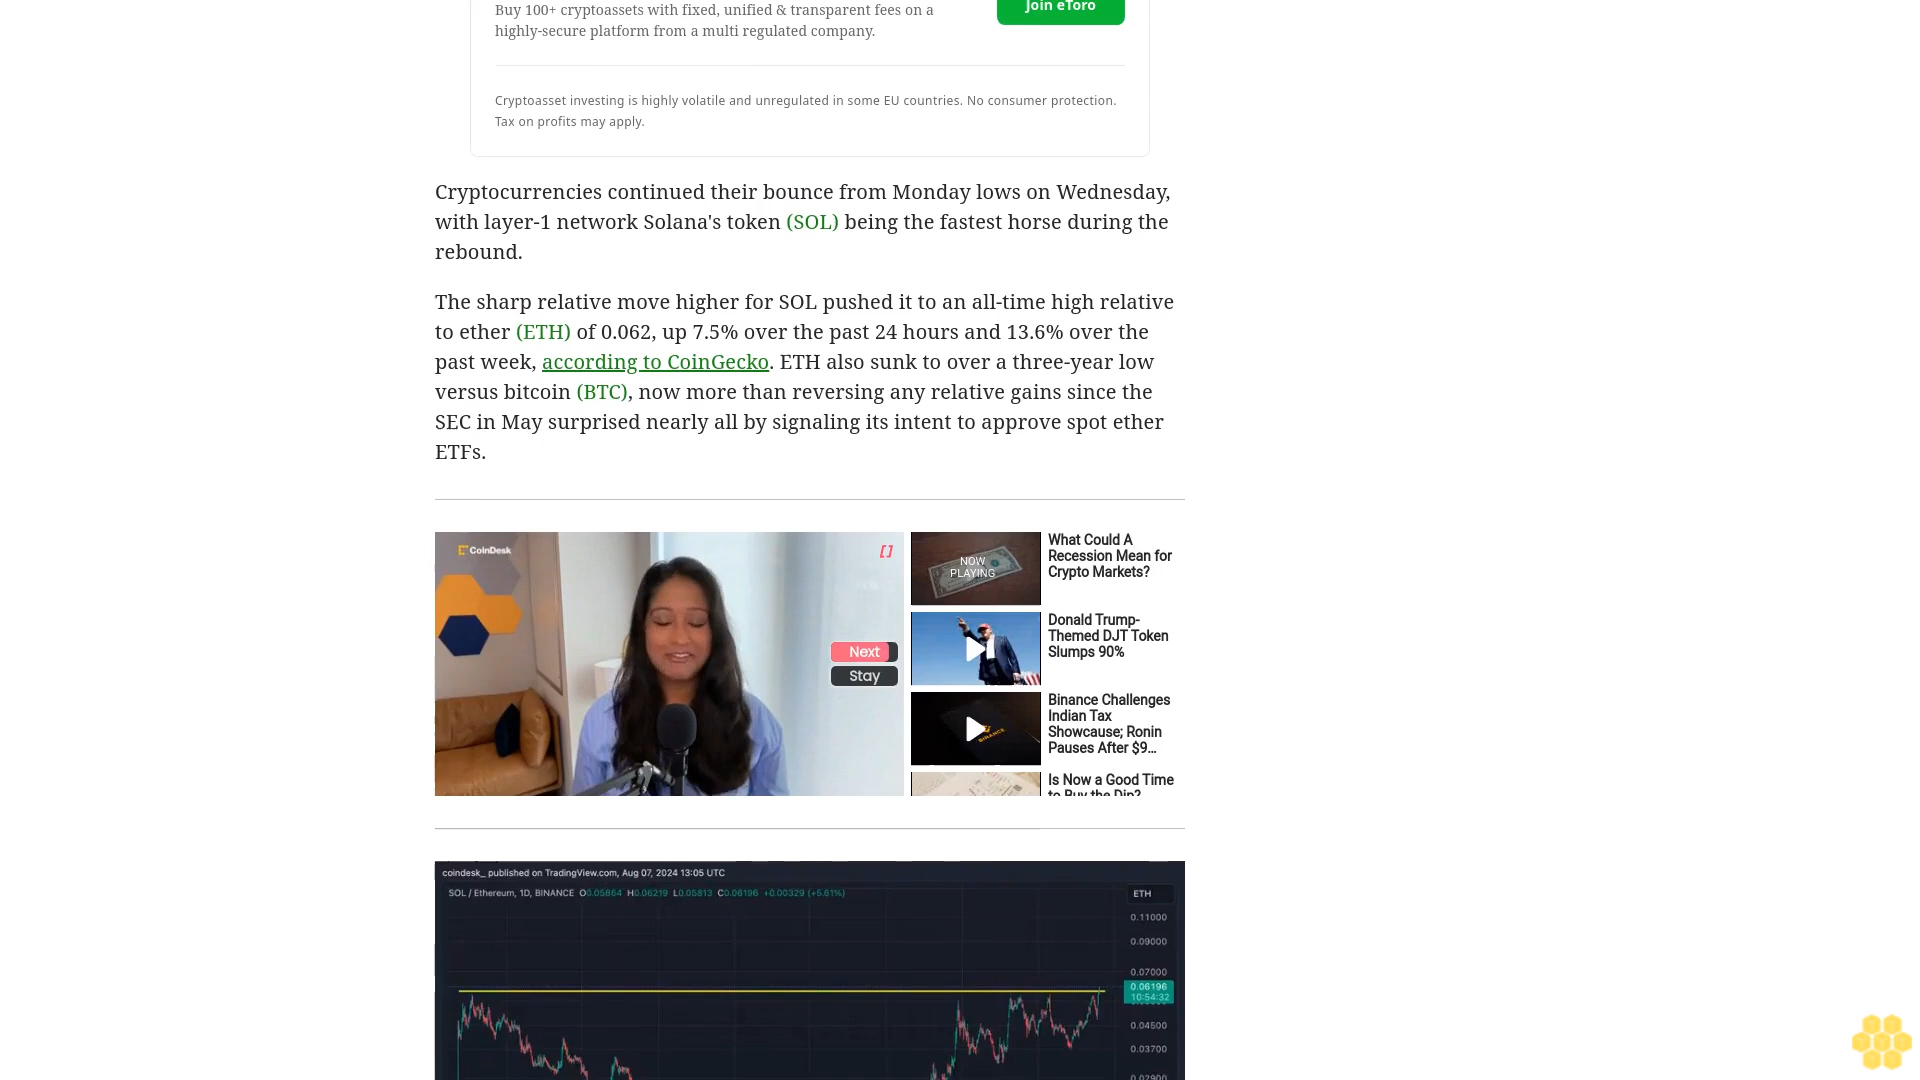 Buy 100+ cryptoassets with fixed, unified & transparent fees on a
highly-secure platform from a multi regulated company.
Join eToro
Cryptoasset investing is highly volatile and unregulated in some EU countries. No consumer protection.
Tax on profits may apply.
Cryptocurrencies continued their bounce from Monday lows on Wednesday,
with layer-1 network Solana's token (SOL) being the fastest horse during the
rebound.
The sharp relative move higher for SOL pushed it to an all-time high relative
to ether (ETH) of 0.062, up 7.5% over the past 24 hours and 13.6% over the
past week, according to CoinGecko. ETH also sunk to over a three-year low
versus bitcoin (BTC), now more than reversing any relative gains since the
SEC in May surprised nearly all by signaling its intent to approve spot ether
ETFs.
CoinDesk
Next
Stay
NOW
PLAYING
What Could A
Recession Mean for
Crypto Markets?
Donald Trump-
Themed DJT Token
Slumps 90%
BINANCE
Binance Challenges
Indian Tax
Showcause; Ronin
Pauses After $9...
Is Now a Good Time
to Buy the Dip?
coindesk_ published on TradingView.com, Aug 07, 2024 13:05 UTC
SOL / Ethereum, 1D, BINANCE O0.05864 H0.06219 L0.05813 C0.06196 +0.00329 (+5.61%)
ETH
0.11000
0.09000
0.07000
0.06196
10:54:32
0.04500
0.03700
0.02900